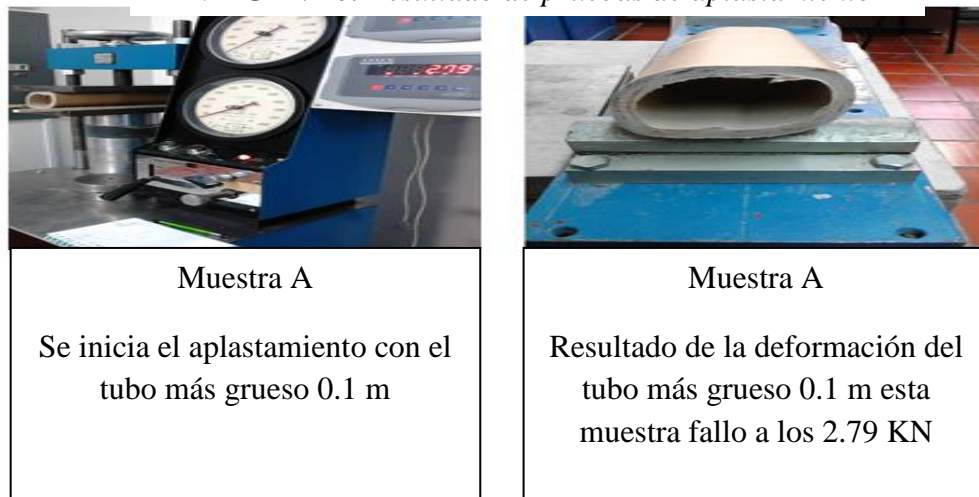 Muestra A
Se inicia el aplastamiento con el
tubo más grueso 0.1 m
Muestra A
Resultado de la deformación del
tubo más grueso 0.1 m esta
muestra fallo a los 2.79 KN